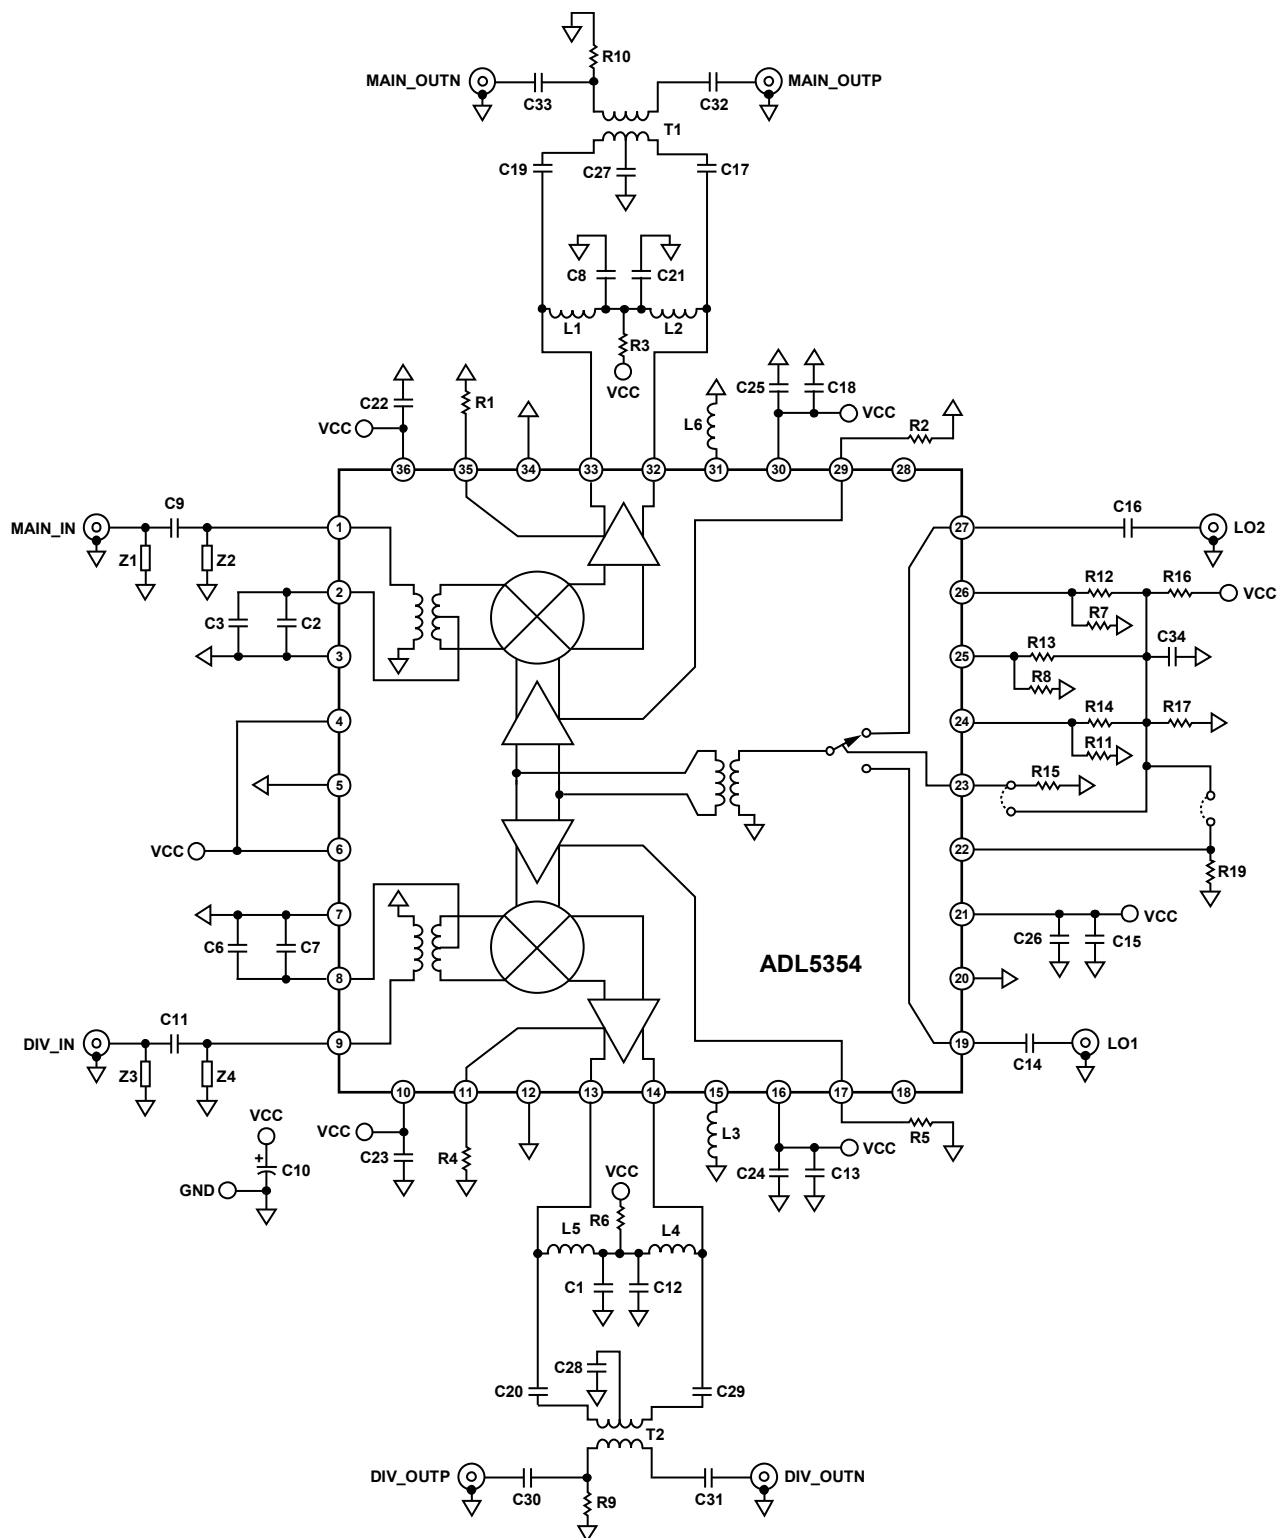 R10
MAIN_OUTN
MAIN_OUTP
C33
C32
T1
C19
C27
C17
C8
C21
L1
L2
R3
VCC
C22
R1
L6
C25
C18
VCC
R2
VCC
36
35
34
33
32
31
30
29
28
C9
C16
MAIN_IN
1
27
LO2
Z1
Z2
2
26
R12
R16
VCC
C3
C2
R7
3
25
R13
C34
R8
4
24
R14
R17
R11
5
23
R15
VCC
6
22
R19
7
21
VCC
C6
C7
C26
C15
8
ADL5354
20
C11
DIV_IN
9
19
LO1
C14
Z3
Z4
10
11
12
13
14
15
16
17
18
VCC
VCC
C23
R4
L3
VCC
R5
C10
+
GND
C24
C13
VCC
R6
L5
L4
C1
C12
C28
C20
C29
T2
DIV_OUTP
DIV_OUTN
C30
R9
C31